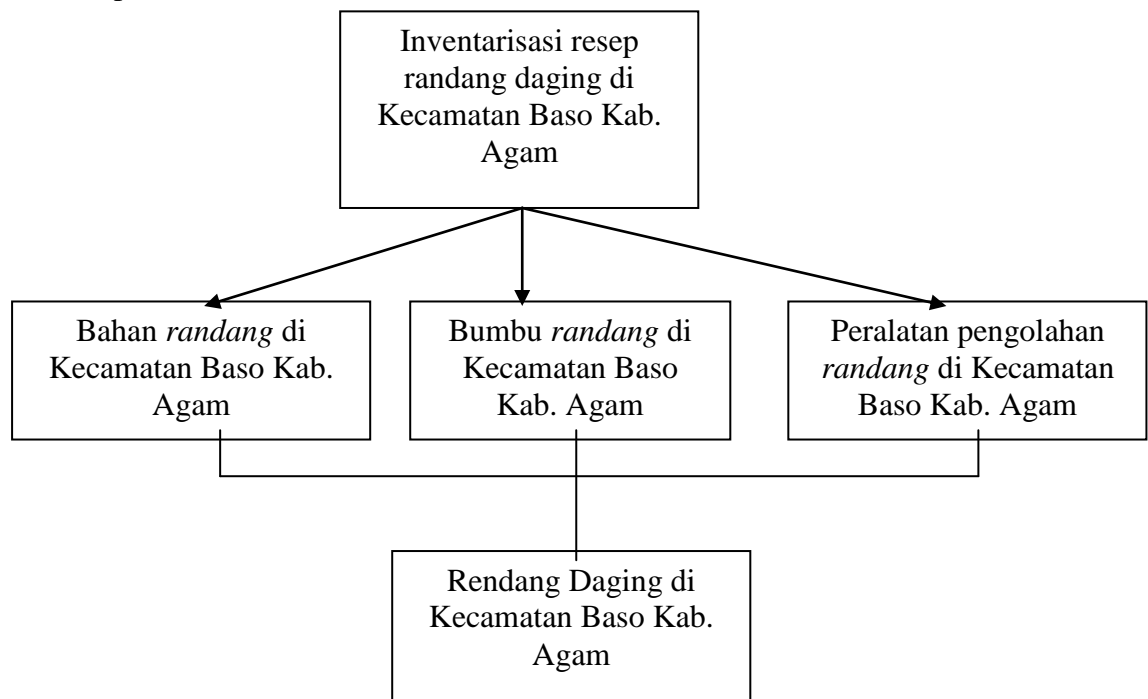 Inventarisasi resep
randang daging di
Kecamatan Baso Kab.
Agam
Bahan randang di
Kecamatan Baso Kab.
Agam
Bumbu randang di
Kecamatan Baso
Kab. Agam
Peralatan pengolahan
randang di Kecamatan
Baso Kab. Agam
Rendang Daging di
Kecamatan Baso Kab.
Agam